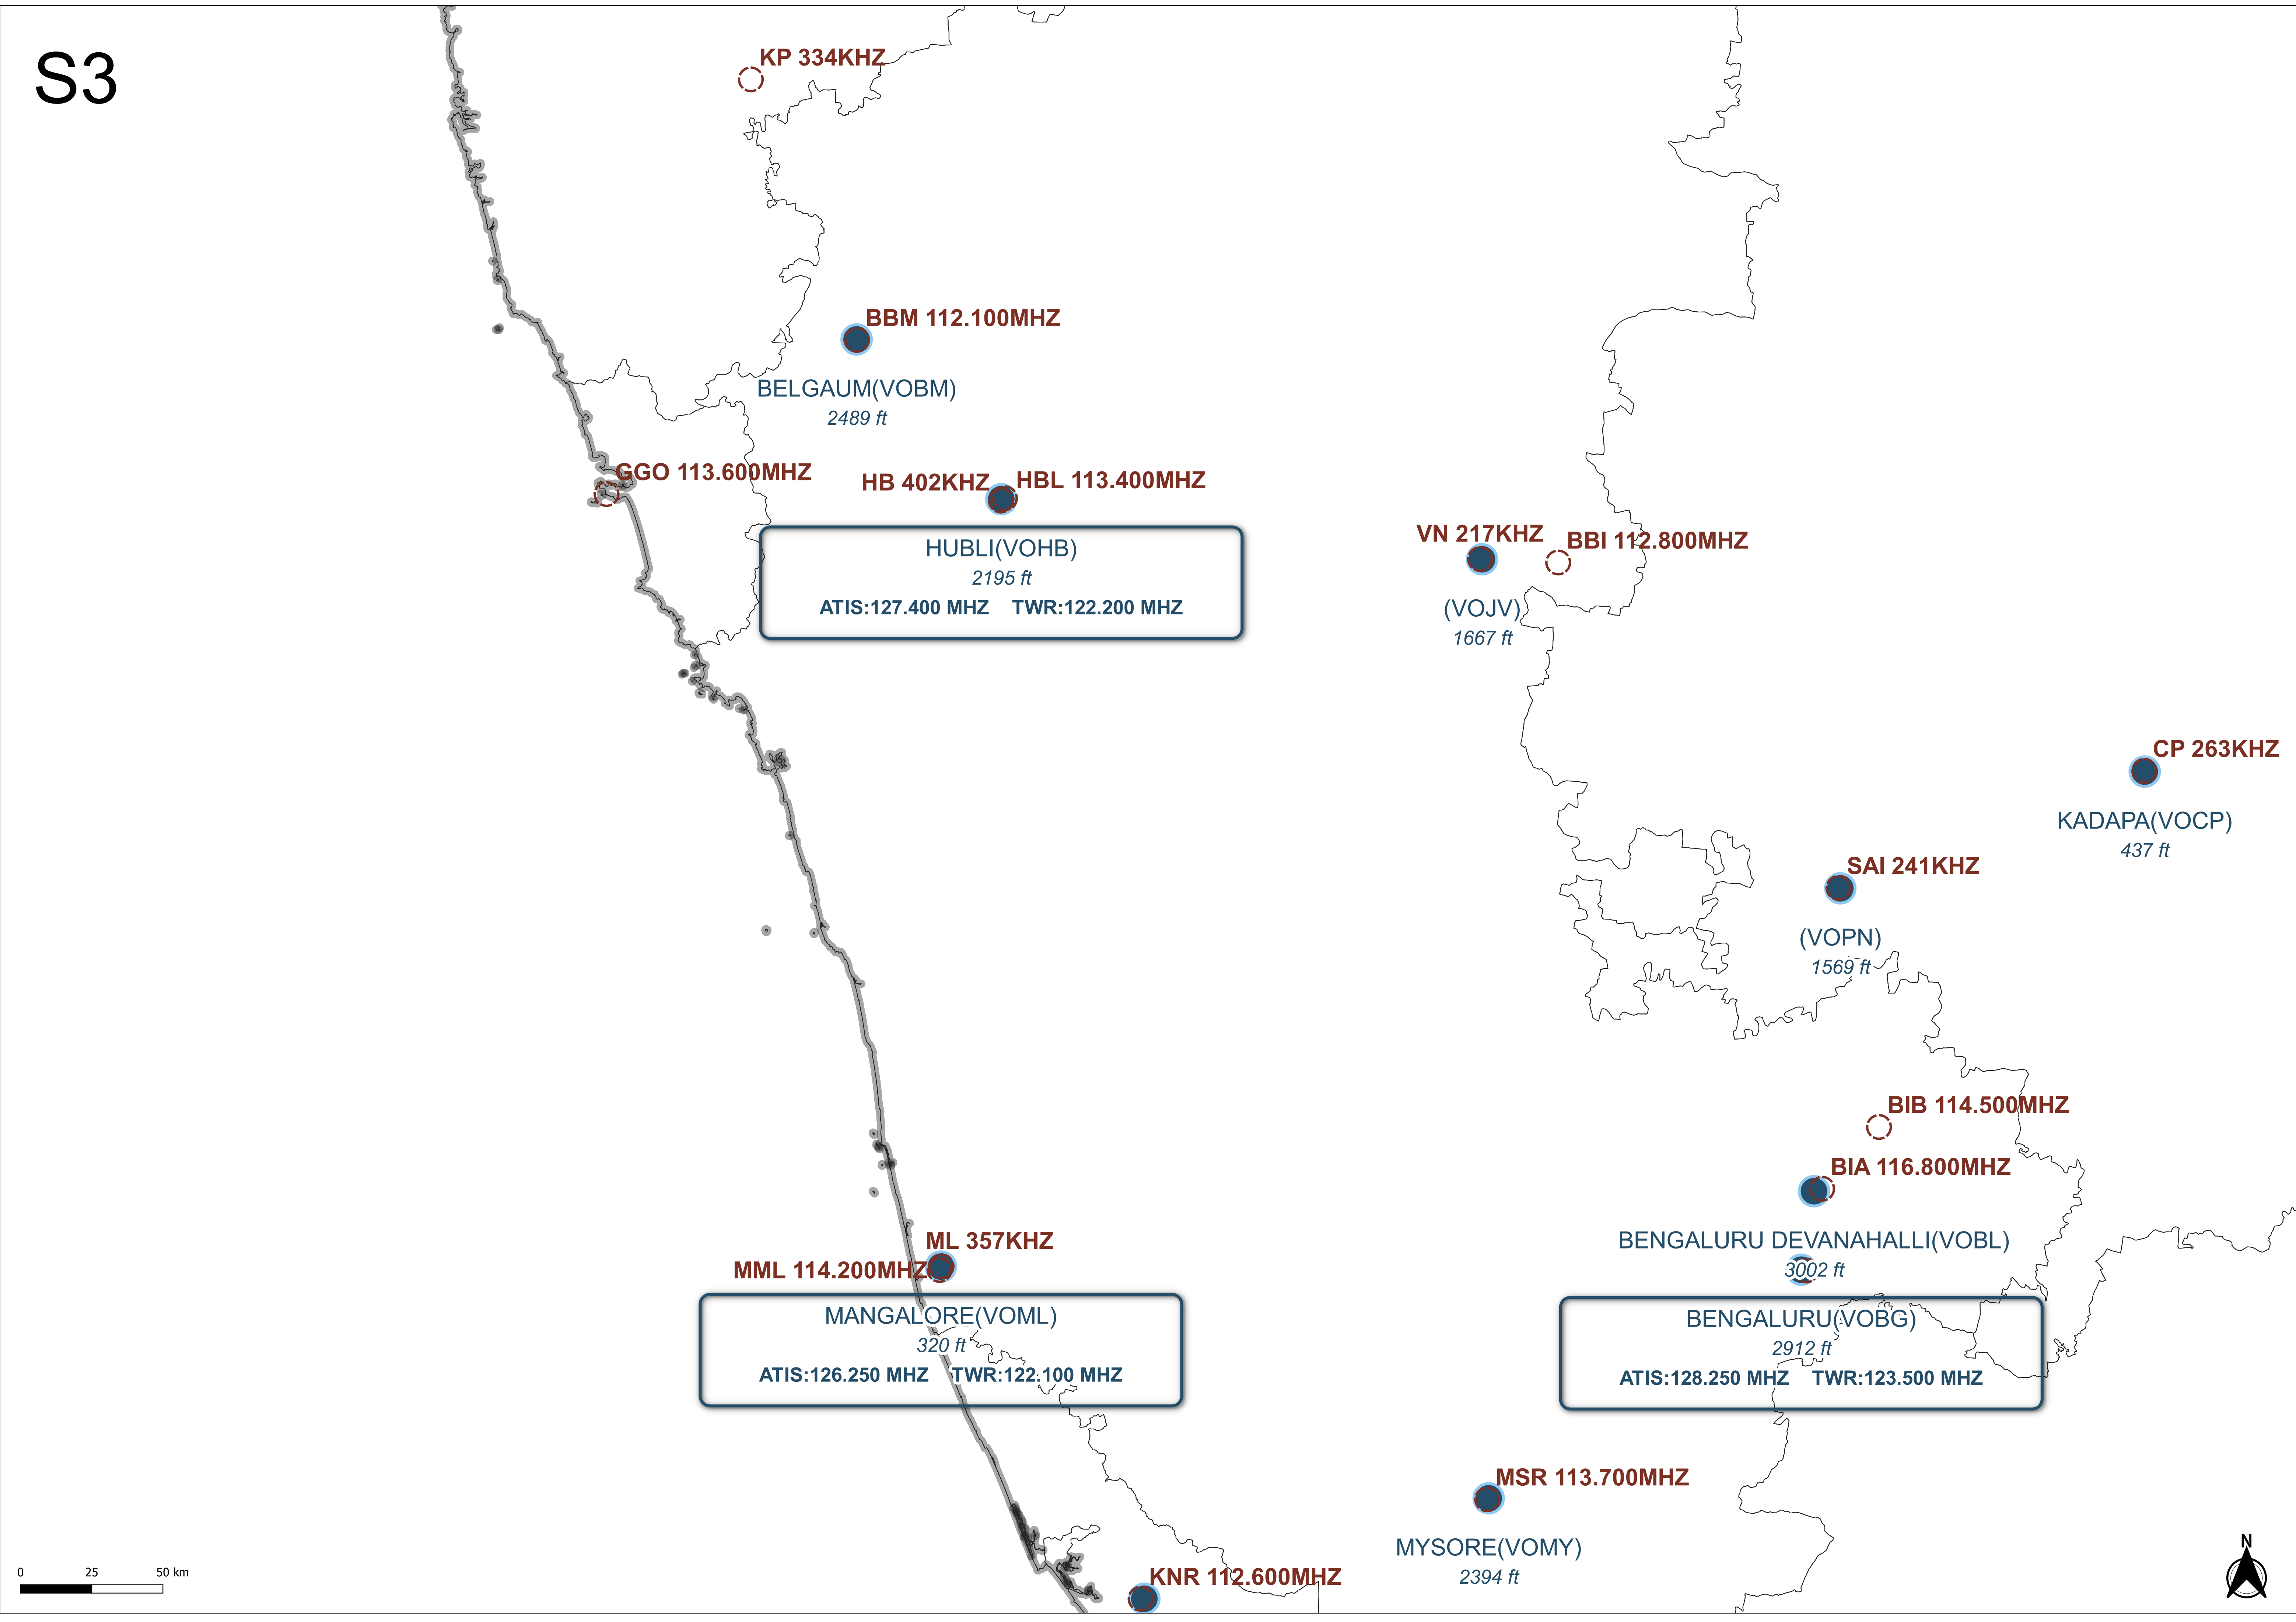 S3
KP 334KHZ
BBM 112.100MHZ
BELGAUM(VOBM)
2489 ft
GGO 113.600MHZ
HB 402KHZ
HBL 113.400MHZ
HUBLI(VOHB)
2195 ft
ATIS:127.400 MHZ TWR:122.200 MHZ
VN 217KHZ
BBI 112.800MHZ
(VOJV)
1667 ft
CP 263KHZ
KADAPA(VOCP)
437 ft
SAI 241KHZ
(VOPN)
1569 ft
BIB 114.500MHZ
BIA 116.800MHZ
BENGALURU DEVANAHALLI(VOBL)
3002 ft
ML 357KHZ
MML 114.200MHZ
MANGALORE(VOML)
320 ft
ATIS:126.250 MHZ TWR:122.100 MHZ
BENGALURU(VOBG)
2912 ft
ATIS:128.250 MHZ TWR:123.500 MHZ
MSR 113.700MHZ
MYSORE(VOMY)
2394 ft
KNR 112.600MHZ
0 25 50 km
N